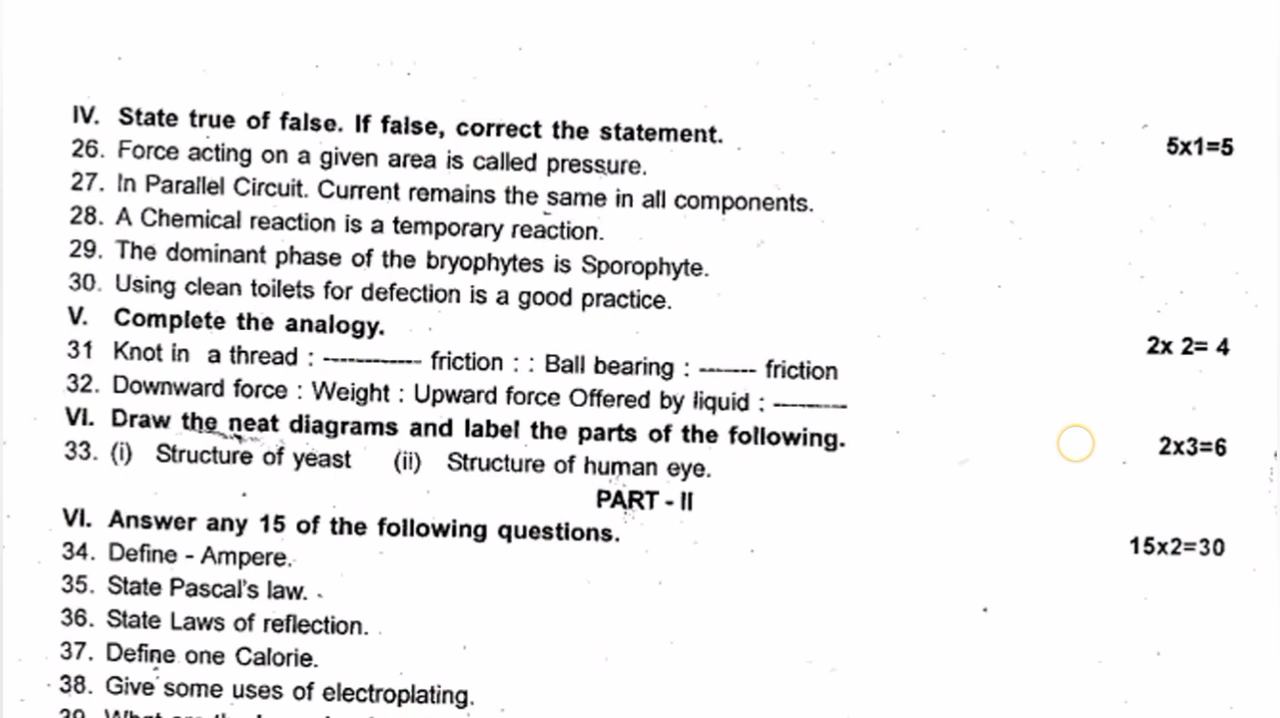 IV. State true of false. If false, correct the statement. 5x1=5
26. Force acting on a given area is called pressure.
27. In Parallel Circuit. Current remains the same in all components.
28. A Chemical reaction is a temporary reaction.
29. The dominant phase of the bryophytes is Sporophyte.
30. Using clean toilets for defection is a good practice.
V. Complete the analogy. 2x 2= 4
31 Knot in a thread : ------------ friction : : Ball bearing : ------- friction
32. Downward force : Weight : Upward force Offered by liquid : ---------
VI. Draw the neat diagrams and label the parts of the following. 2x3=6
33. (i) Structure of yeast (ii) Structure of human eye.
PART - II
VI. Answer any 15 of the following questions. 15x2=30
34. Define - Ampere.
35. State Pascal's law.
36. State Laws of reflection.
37. Define one Calorie.
38. Give some uses of electroplating.